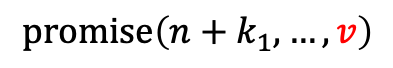 promise(n + k₁, ..., v)